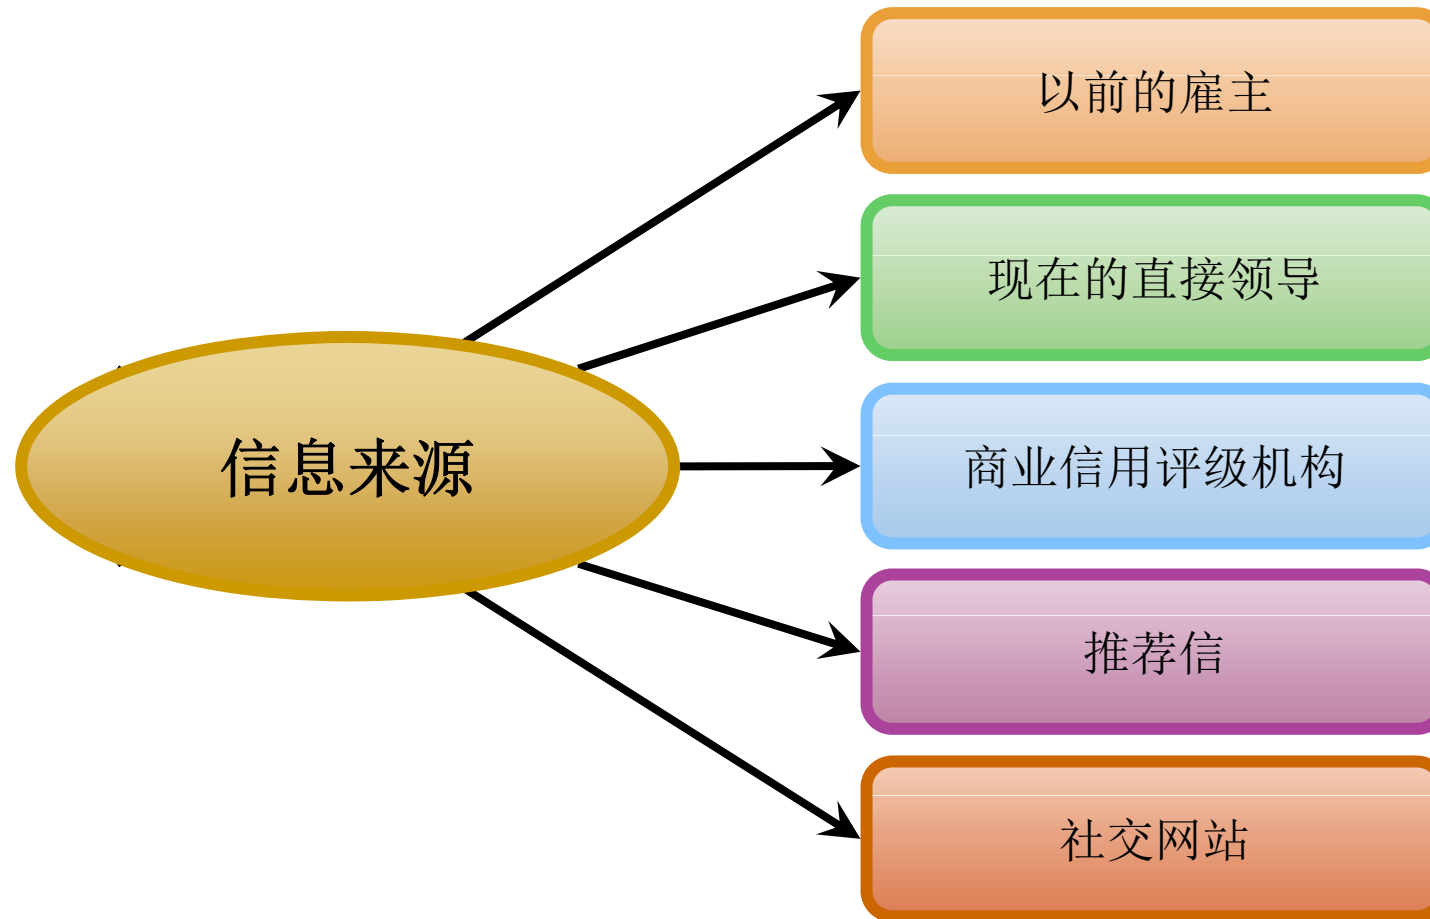 以前的雇主
现在的直接领导
信息来源
商业信用评级机构
推荐信
社交网站